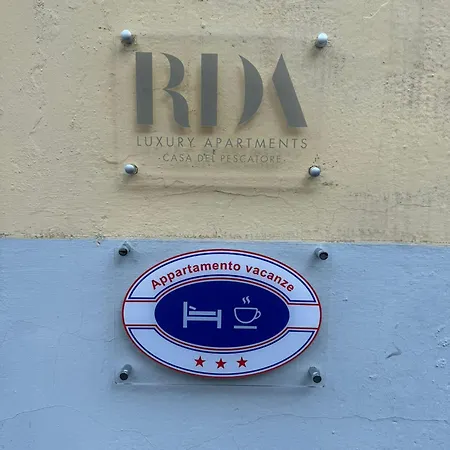 RDA
LUXURY APARTMENTS
·CASA DEL PESCATORE·
Appartamento vacanze